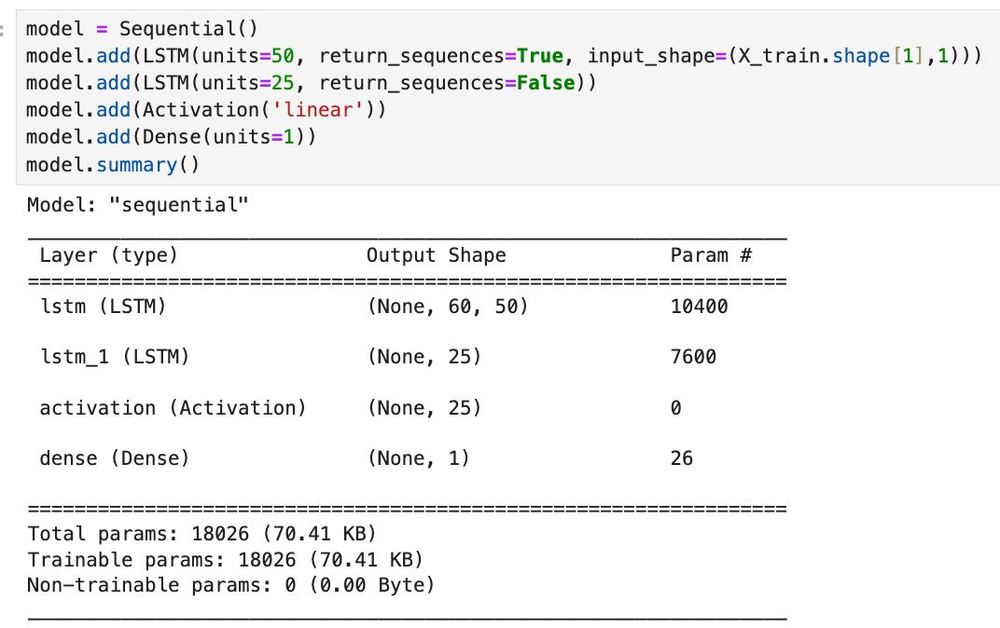 model = Sequential()
model.add(LSTM(units=50, return_sequences=True, input_shape=(X_train.shape[1],1)))
model.add(LSTM(units=25, return_sequences=False))
model.add(Activation('linear'))
model.add(Dense(units=1))
model.summary()
Model: "sequential"
Layer (type) Output Shape Param #
lstm (LSTM) (None, 60, 50) 10400
lstm_1 (LSTM) (None, 25) 7600
activation (Activation) (None, 25) 0
dense (Dense) (None, 1) 26
Total params: 18026 (70.41 KB)
Trainable params: 18026 (70.41 KB)
Non-trainable params: 0 (0.00 Byte)